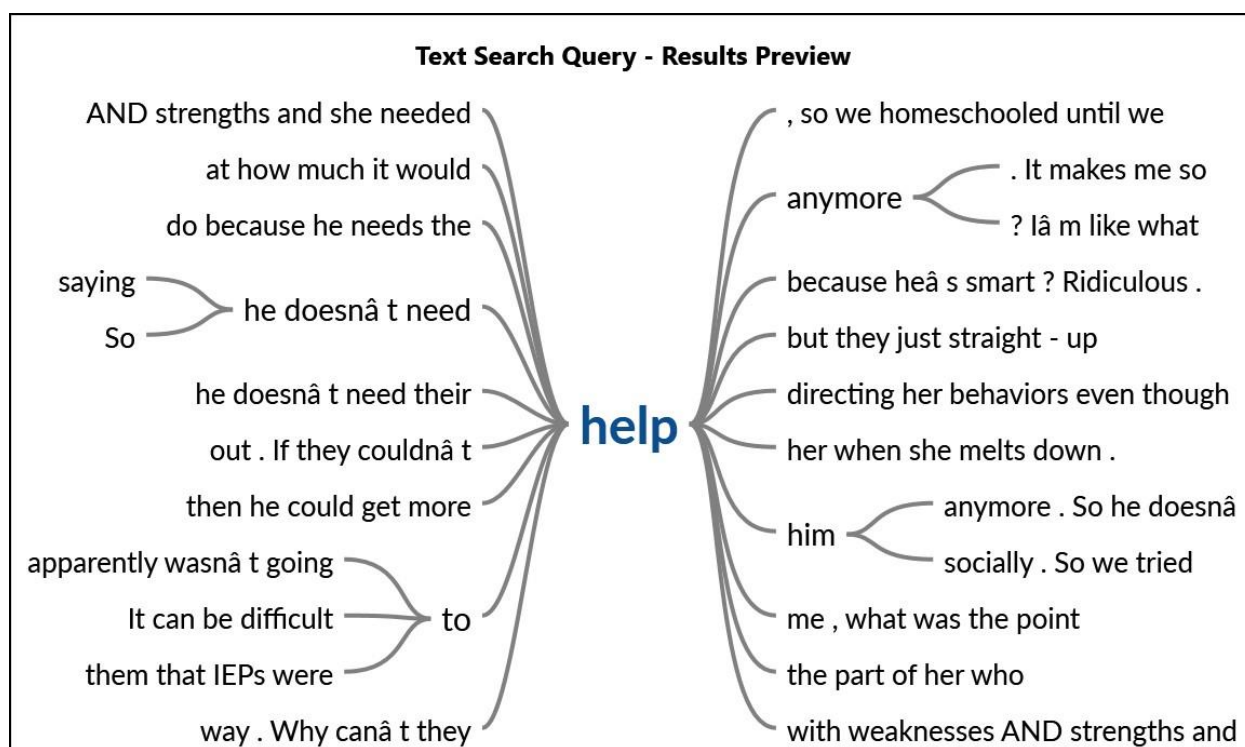 Text Search Query - Results Preview
AND strengths and she needed
at how much it would
do because he needs the
saying
So
he doesnâ t need
he doesnâ t need their
out . If they couldnâ t
then he could get more
apparently wasnâ t going
It can be difficult
them that IEPs were
to
way . Why canâ t they
help
, so we homeschooled until we
anymore
. It makes me so
? Iâ m like what
because heâ s smart ? Ridiculous .
but they just straight - up
directing her behaviors even though
her when she melts down .
him
anymore . So he doesnâ
socially . So we tried
me , what was the point
the part of her who
with weaknesses AND strengths and